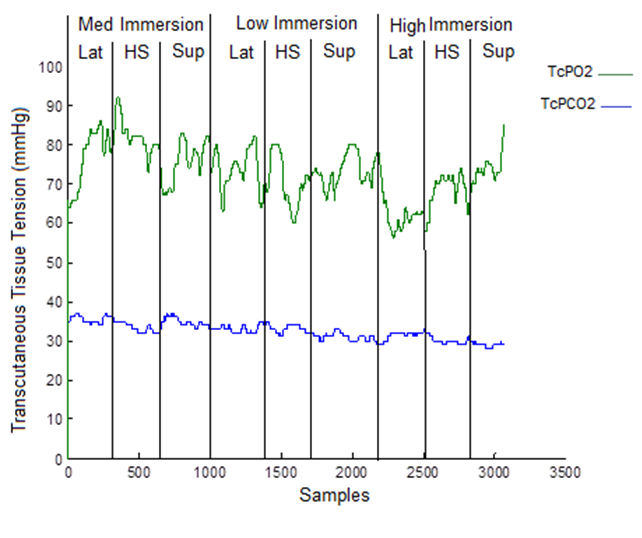 Med Immersion Low Immersion High Immersion
Lat HS Sup Lat HS Sup Lat HS Sup
TcPO2
TcPCO2
Transcutaneous Tissue Tension (mmHg)
100
90
80
70
60
50
40
30
20
10
0
0 500 1000 1500 2000 2500 3000 3500
Samples